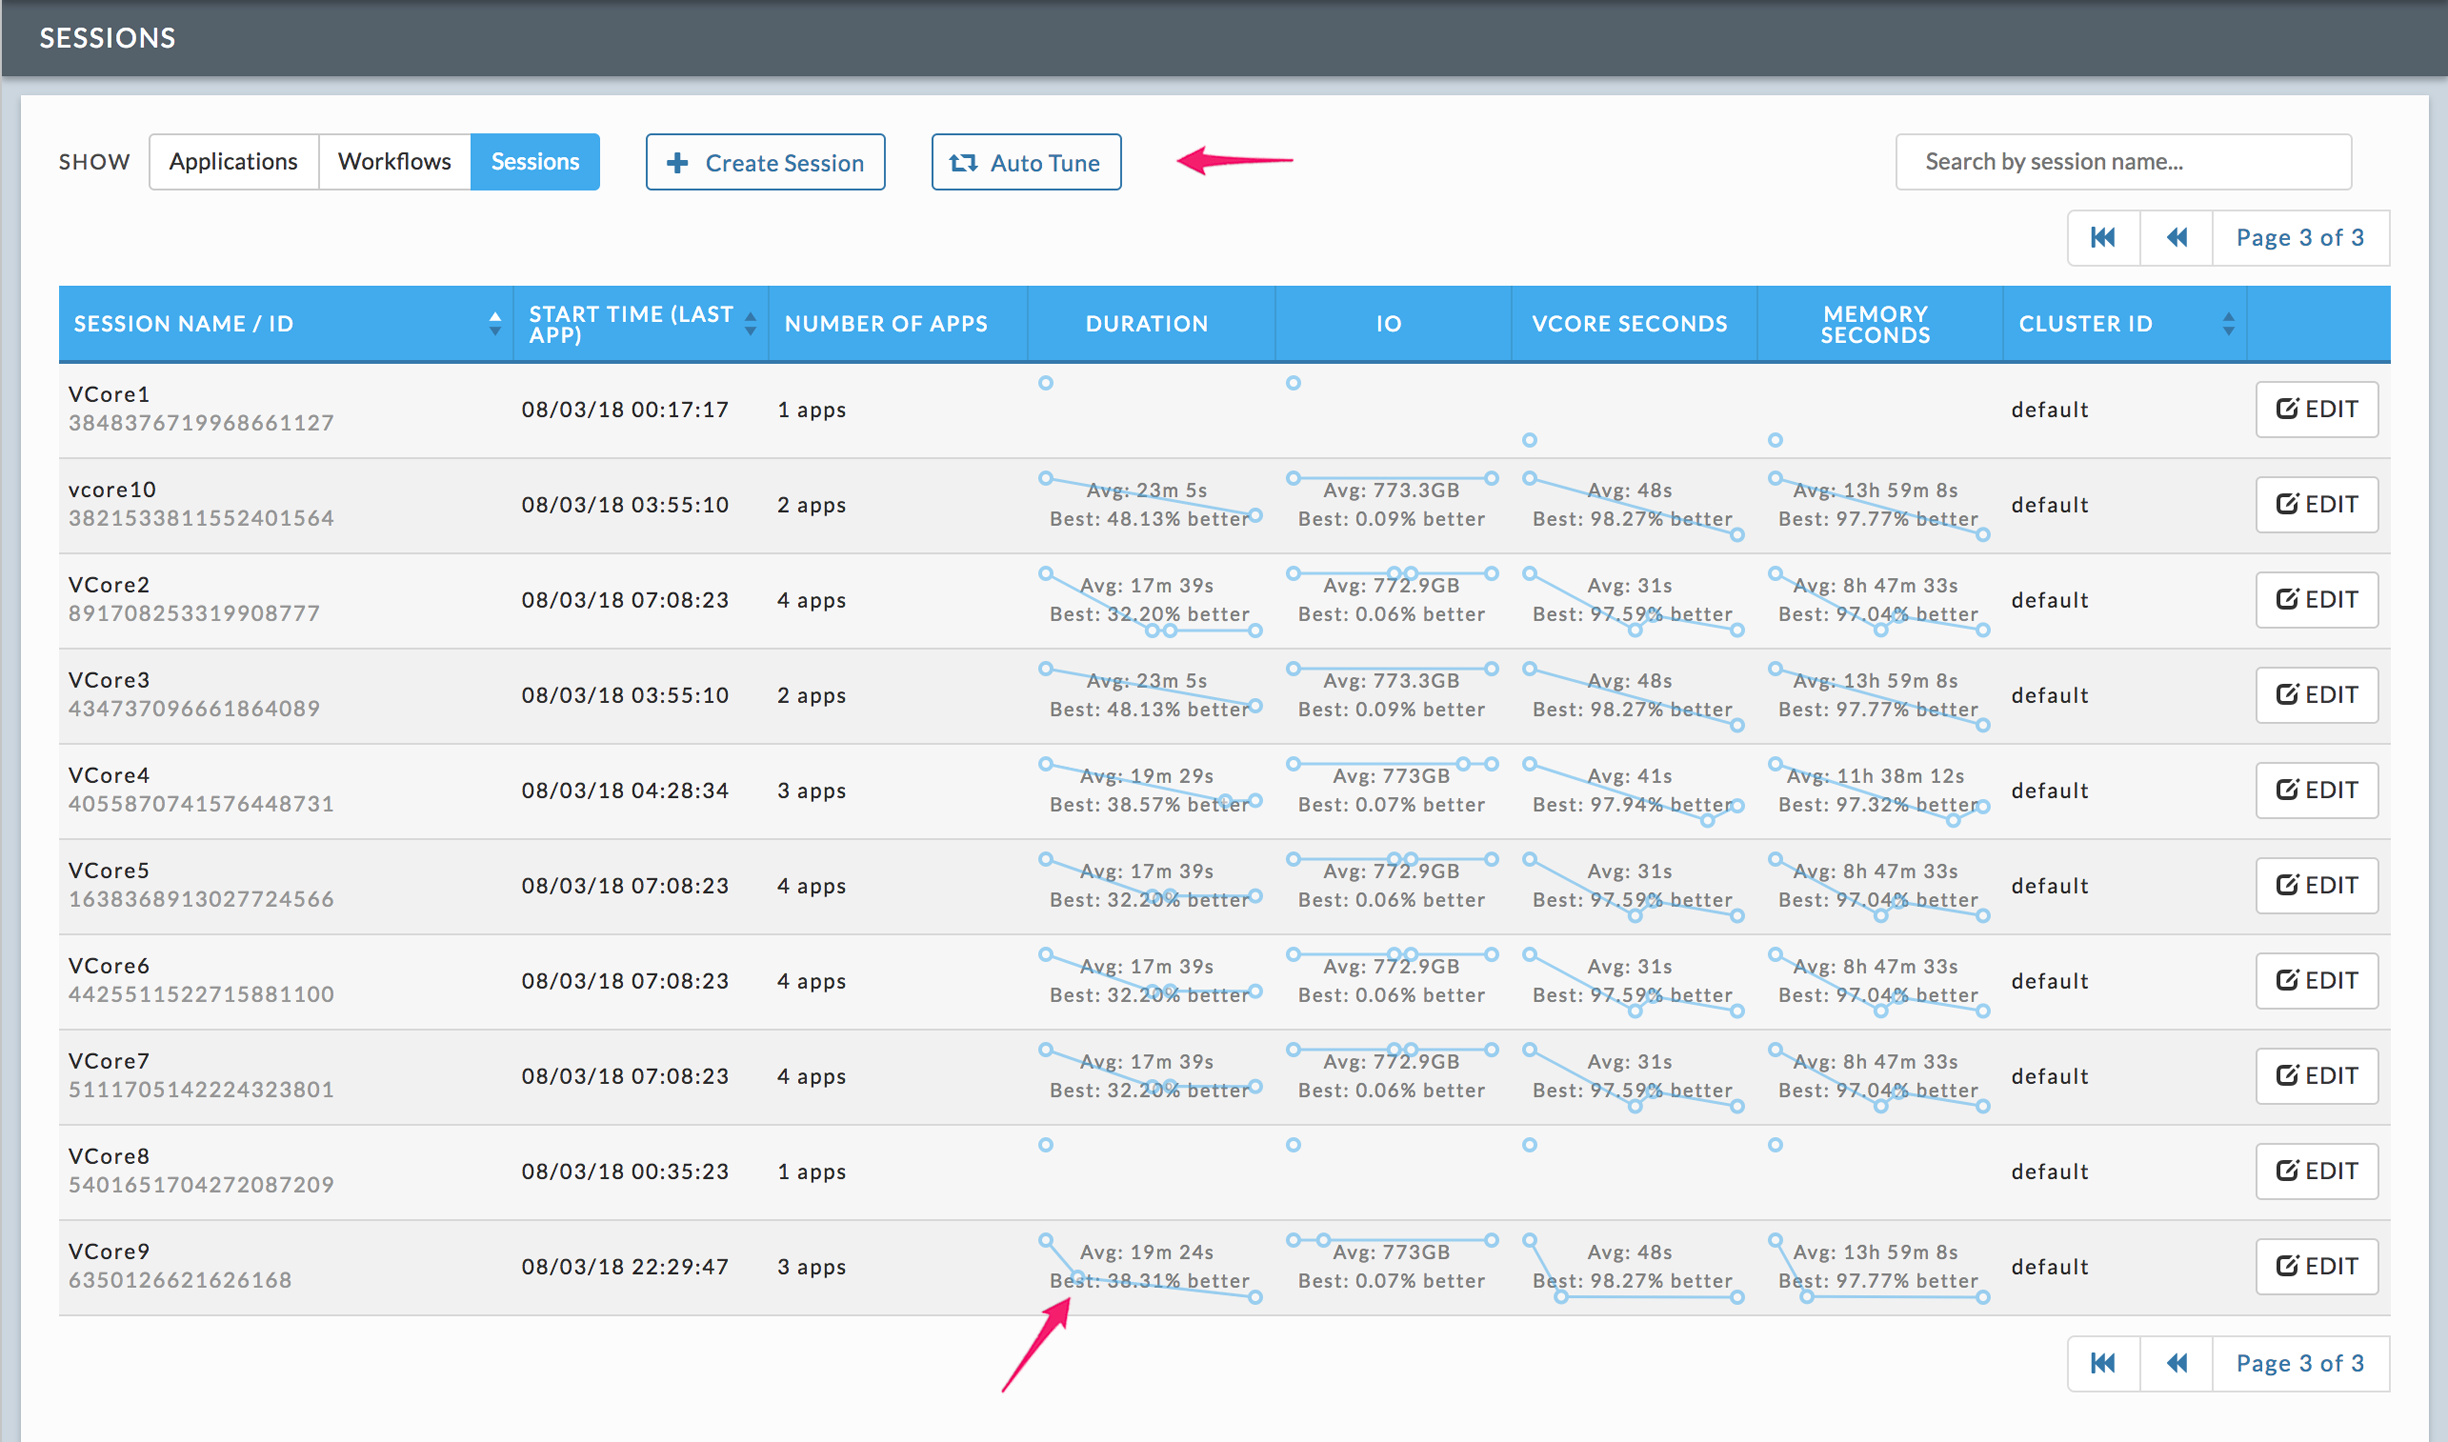 SESSIONS
SHOW Applications Workflows Sessions Create Session Auto Tune Search by session name...
Page 3 of 3
SESSION NAME / ID START TIME (LAST APP) NUMBER OF APPS DURATION IO VCORE SECONDS MEMORY SECONDS CLUSTER ID
VCore1
3848376719968661127
08/03/18 00:17:17 1 apps default EDIT
vcore10
3821533811552401564
08/03/18 03:55:10 2 apps
Avg: 23m 5s Avg: 773.3GB Avg: 48s Avg: 13h 59m 8s
Best: 48.13% better Best: 0.09% better Best: 98.27% better Best: 97.77% better
default EDIT
VCore2
891708253319908777
08/03/18 07:08:23 4 apps
Avg: 17m 39s Avg: 772.9GB Avg: 31s Avg: 8h 47m 33s
Best: 32.20% better Best: 0.06% better Best: 97.59% better Best: 97.04% better
default EDIT
VCore3
434737096661864089
08/03/18 03:55:10 2 apps
Avg: 23m 5s Avg: 773.3GB Avg: 48s Avg: 13h 59m 8s
Best: 48.13% better Best: 0.09% better Best: 98.27% better Best: 97.77% better
default EDIT
VCore4
4055870741576448731
08/03/18 04:28:34 3 apps
Avg: 19m 29s Avg: 773GB Avg: 41s Avg: 11h 38m 12s
Best: 38.57% better Best: 0.07% better Best: 97.94% better Best: 97.32% better
default EDIT
VCore5
1638368913027724566
08/03/18 07:08:23 4 apps
Avg: 17m 39s Avg: 772.9GB Avg: 31s Avg: 8h 47m 33s
Best: 32.20% better Best: 0.06% better Best: 97.59% better Best: 97.04% better
default EDIT
VCore6
4425511522715881100
08/03/18 07:08:23 4 apps
Avg: 17m 39s Avg: 772.9GB Avg: 31s Avg: 8h 47m 33s
Best: 32.20% better Best: 0.06% better Best: 97.59% better Best: 97.04% better
default EDIT
VCore7
5111705142224323801
08/03/18 07:08:23 4 apps
Avg: 17m 39s Avg: 772.9GB Avg: 31s Avg: 8h 47m 33s
Best: 32.20% better Best: 0.06% better Best: 97.59% better Best: 97.04% better
default EDIT
VCore8
5401651704272087209
08/03/18 00:35:23 1 apps default EDIT
VCore9
6350126621626168
08/03/18 22:29:47 3 apps
Avg: 19m 24s Avg: 773GB Avg: 48s Avg: 13h 59m 8s
Best: 38.31% better Best: 0.07% better Best: 98.27% better Best: 97.77% better
default EDIT
Page 3 of 3